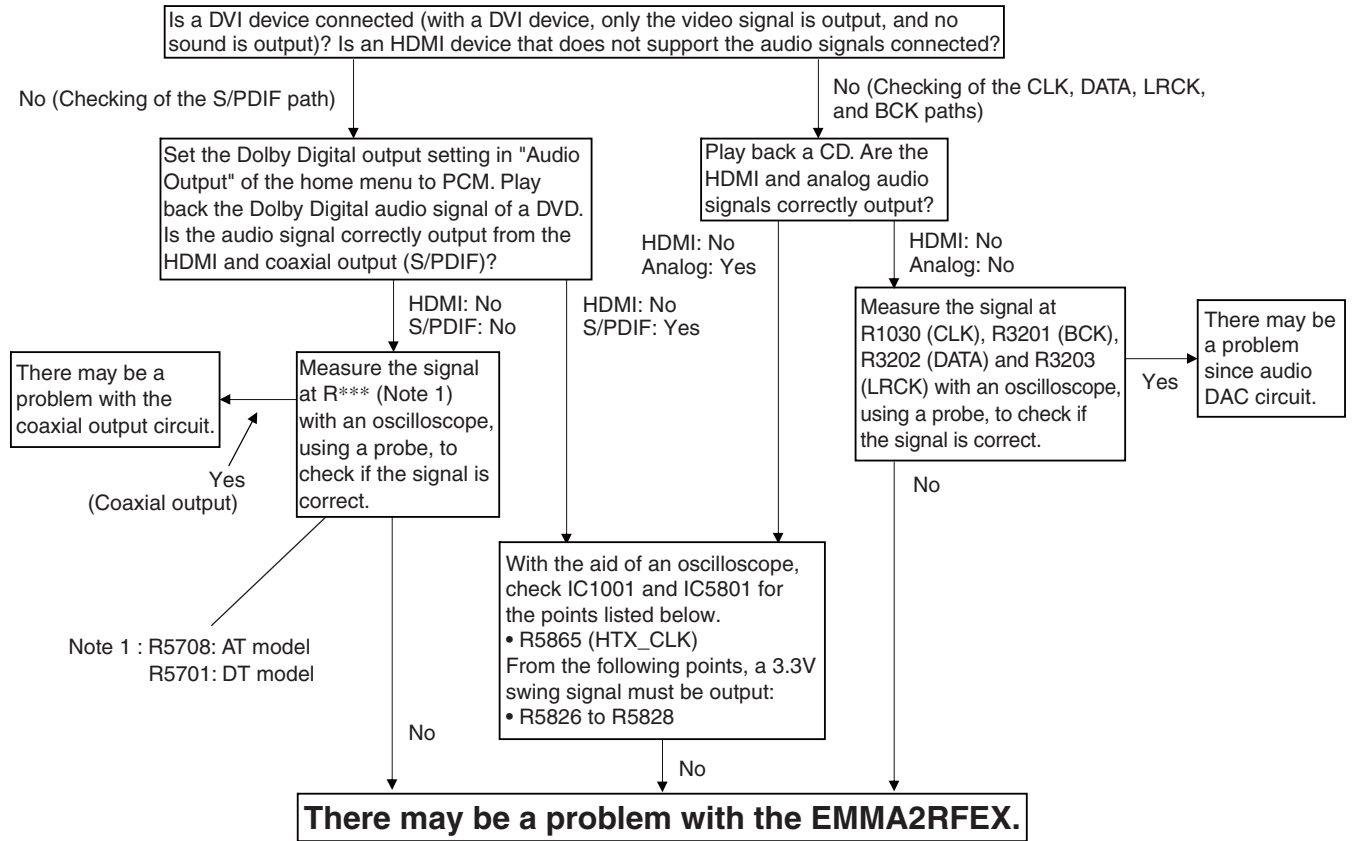 Is a DVI device connected (with a DVI device, only the video signal is output, and no
sound is output)? Is an HDMI device that does not support the audio signals connected?
No (Checking of the S/PDIF path)
No (Checking of the CLK, DATA, LRCK,
and BCK paths)
Set the Dolby Digital output setting in "Audio
Output" of the home menu to PCM. Play
back the Dolby Digital audio signal of a DVD.
Is the audio signal correctly output from the
HDMI and coaxial output (S/PDIF)?
Play back a CD. Are the
HDMI and analog audio
signals correctly output?
HDMI: No
Analog: Yes
HDMI: No
Analog: No
HDMI: No
S/PDIF: No
HDMI: No
S/PDIF: Yes
There may be a
problem with the
coaxial output circuit.
Yes
(Coaxial output)
Measure the signal
at R*** (Note 1)
with an oscilloscope,
using a probe, to
check if the signal is
correct.
Measure the signal at
R1030 (CLK), R3201 (BCK),
R3202 (DATA) and R3203
(LRCK) with an oscilloscope,
using a probe, to check if
the signal is correct.
Yes
There may be
a problem
since audio
DAC circuit.
No
Note 1 : R5708: AT model
R5701: DT model
With the aid of an oscilloscope,
check IC1001 and IC5801 for
the points listed below.
• R5865 (HTX_CLK)
From the following points, a 3.3V
swing signal must be output:
• R5826 to R5828
No
No
There may be a problem with the EMMA2RFEX.